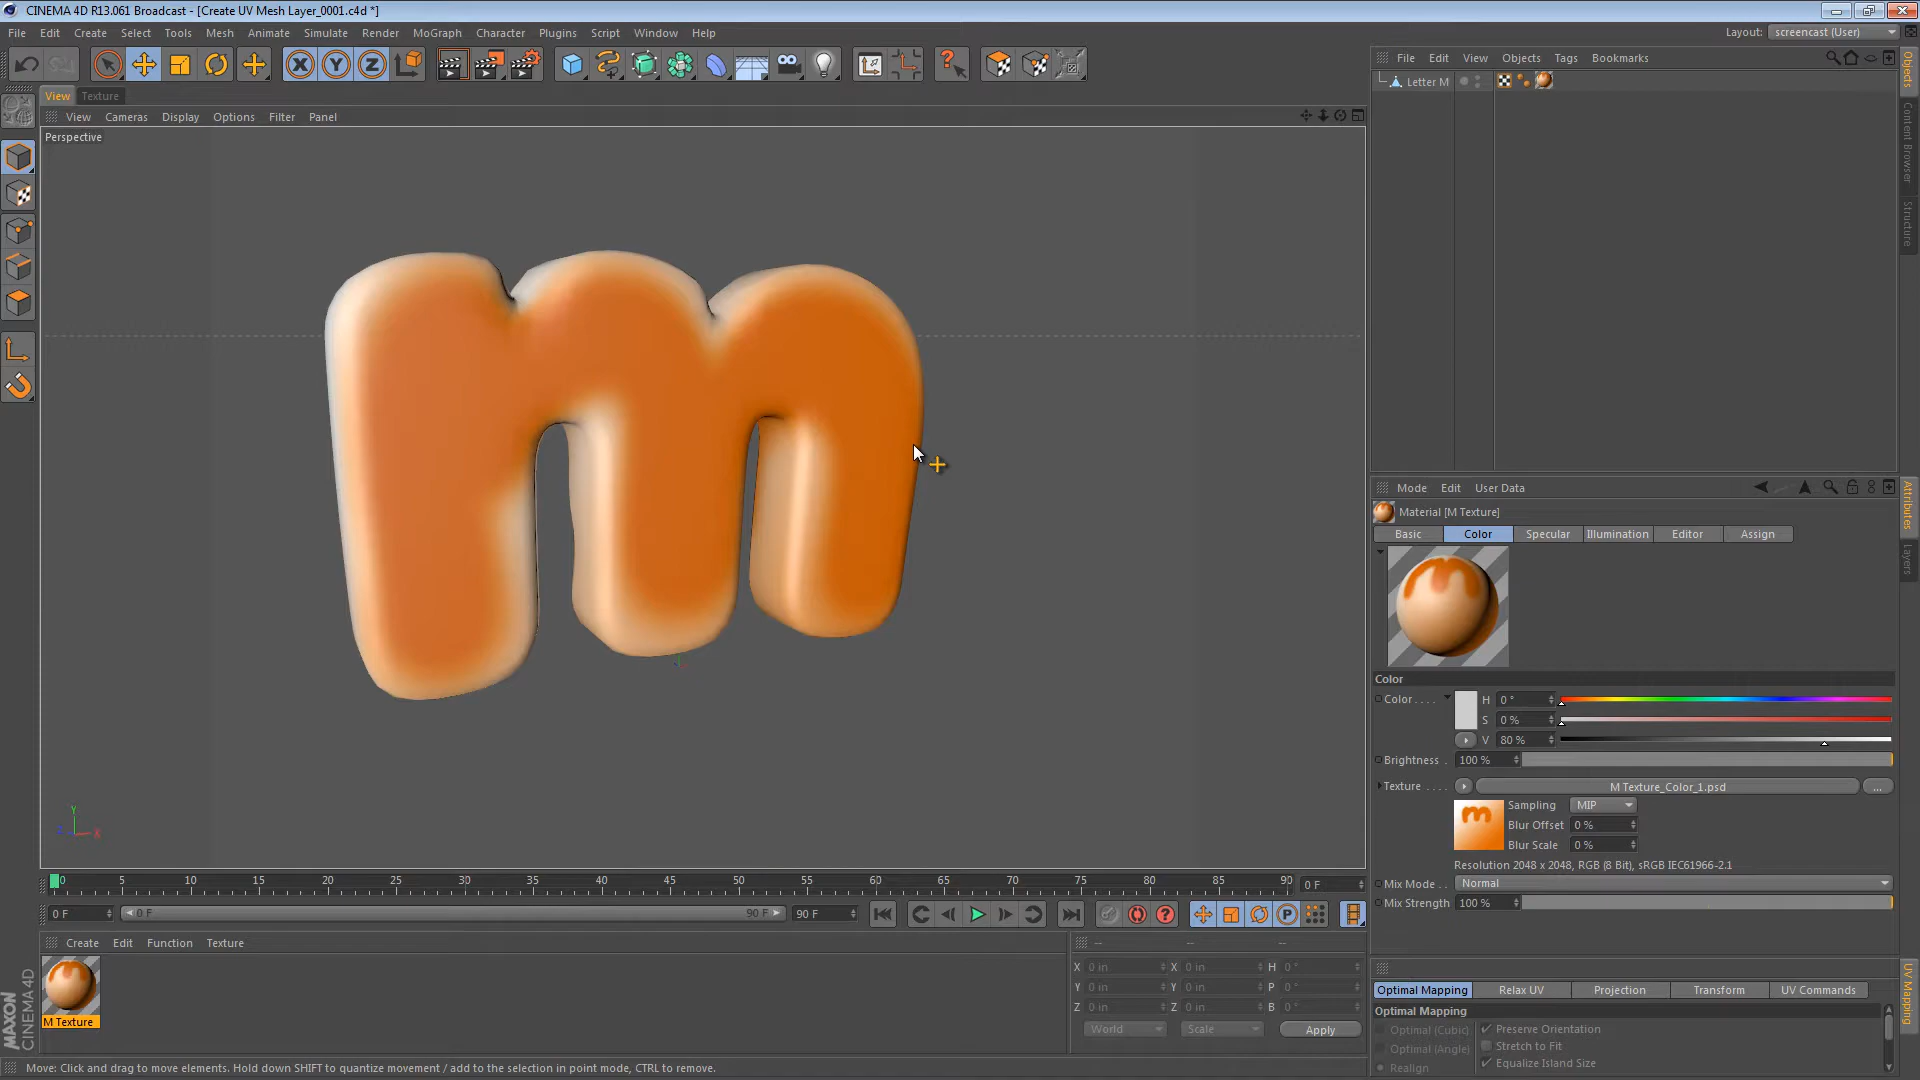 CINEMA 4D R13.061 Broadcast - [Create UV Mesh Layer_0001.c4d *]
File Edit Create Select Tools Mesh Animate Simulate Render MoGraph Character Plugins Script Window Help
Layout: screencast (User)
X Y Z
File Edit View Objects Tags Bookmarks
View Texture
Letter M
View Cameras Display Options Filter Panel
Perspective
Objects
Content Browser
Structure
m
Mode Edit User Data
Material [M Texture]
Basic Color Specular Illumination Editor Assign
Attributes
Layers
Color
Color . . . . H 0 °
S 0 %
V 80 %
Brightness . 100 %
Texture . . . . M Texture_Color_1.psd ...
Sampling MIP
Blur Offset 0 %
Blur Scale 0 %
Resolution 2048 x 2048, RGB (8 Bit), sRGB IEC61966-2.1
Mix Mode . . Normal
Mix Strength 100 %
Y
Z X
0 5 10 15 20 25 30 35 40 45 50 55 60 65 70 75 80 85 90 0 F
0 F 0 F 90 F 90 F
P
Create Edit Function Texture
-- -- --
X 0 in X 0 in H 0 °
Y 0 in Y 0 in P 0 °
Z 0 in Z 0 in B 0 °
World Scale Apply
M Texture
MAXON
CINEMA 4D
Optimal Mapping Relax UV Projection Transform UV Commands
UV Mapping
Optimal Mapping
Optimal (Cubic) Preserve Orientation
Optimal (Angle) Stretch to Fit
Realign Equalize Island Size
Move: Click and drag to move elements. Hold down SHIFT to quantize movement / add to the selection in point mode, CTRL to remove.